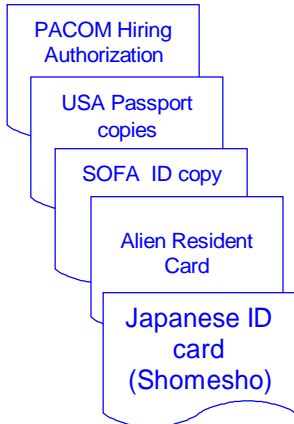 PACOM Hiring
Authorization
USA Passport
copies
SOFA ID copy
Alien Resident
Card
Japanese ID
card
(Shomesho)